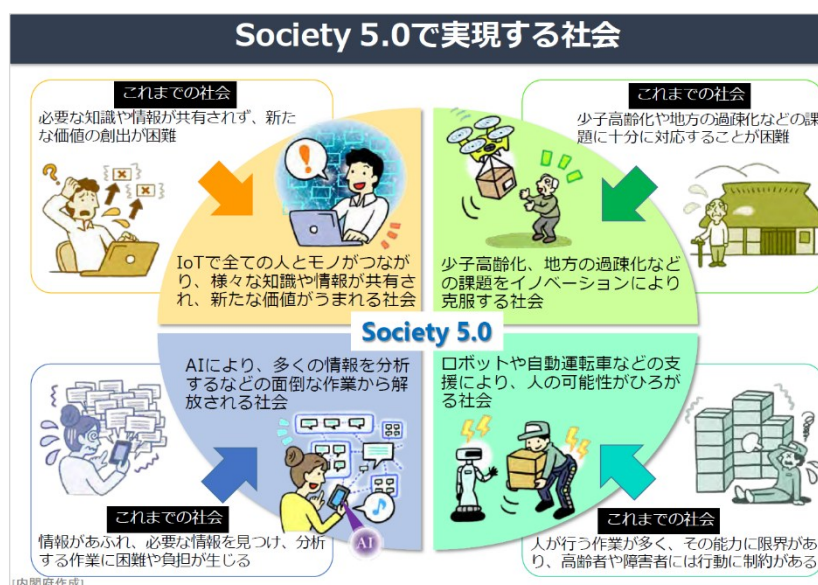 Society 5.0で実現する社会
これまでの社会
必要な知識や情報が共有されず、新た
な価値の創出が困難
これまでの社会
少子高齢化や地方の過疎化などの課
題に十分に対応することが困難
IoTで全ての人とモノがつなが
り、様々な知識や情報が共有さ
れ、新たな価値がうまれる社会
少子高齢化、地方の過疎化など
の課題をイノベーションにより
克服する社会
Society 5.0
AIにより、多くの情報を分析
するなどの面倒な作業から解
放される社会
ロボットや自動運転車などの支
援により、人の可能性がひろが
る社会
AI
これまでの社会
情報があふれ、必要な情報を見つけ、分析
する作業に困難や負担が生じる
これまでの社会
人が行う作業が多く、その能力に限界があ
り、高齢者や障害者には行動に制約がある
[内閣府作成]